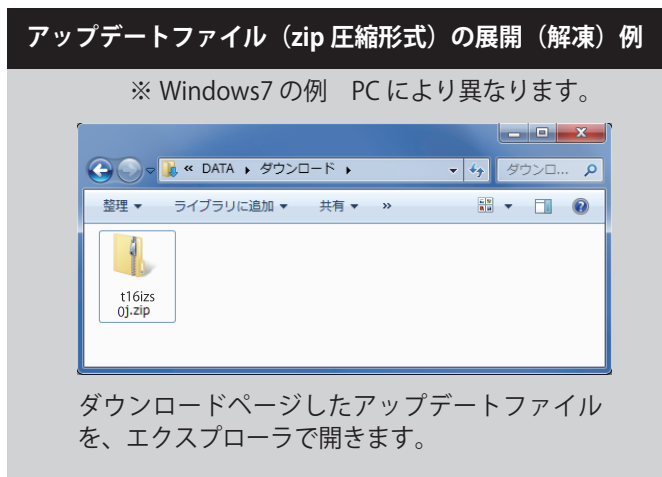 アップデートファイル（zip 圧縮形式）の展開（解凍）例
※ Windows7 の例　PC により異なります。
« DATA ▸ ダウンロード ▸
ダウンロ...
整理 ▼ ライブラリに追加 ▼ 共有 ▼ »
t16izs
0j.zip
ダウンロードページしたアップデートファイル
を、エクスプローラで開きます。